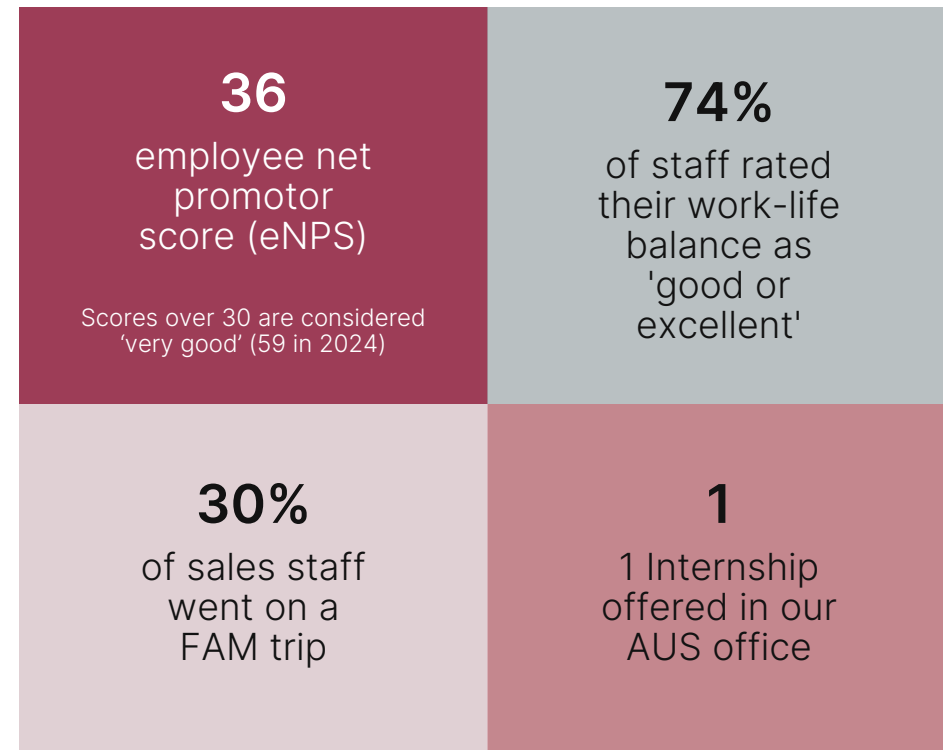 36
employee net
promotor
score (eNPS)
Scores over 30 are considered
‘very good’ (59 in 2024)
74%
of staff rated
their work-life
balance as
'good or
excellent'
30%
of sales staff
went on a
FAM trip
1
1 Internship
offered in our
AUS office